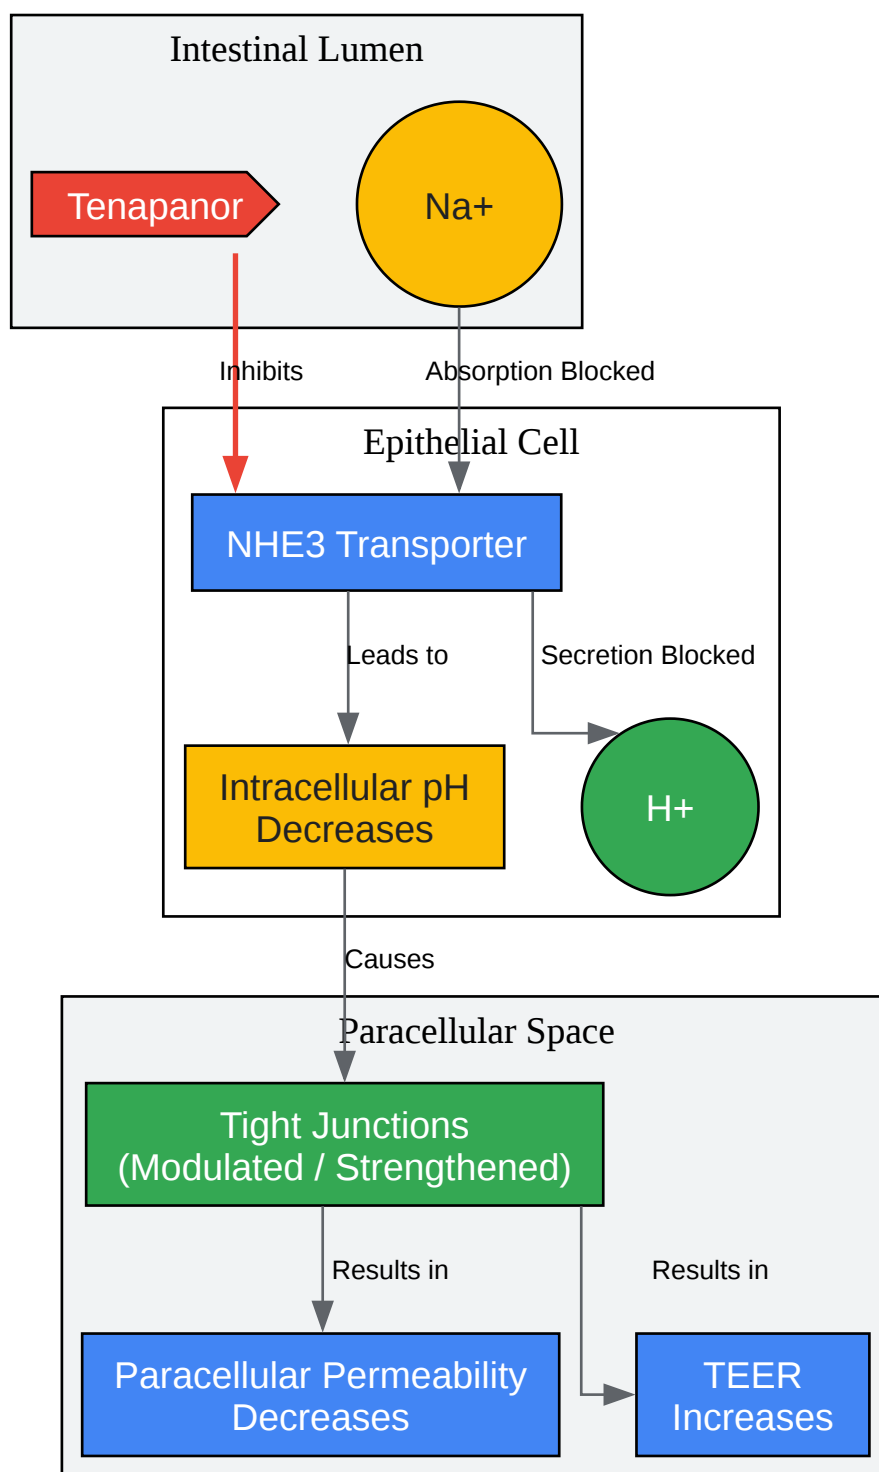 Intestinal Lumen
Tenapanor
Na+
Inhibits
Absorption Blocked
Epithelial Cell
NHE3 Transporter
Leads to
Secretion Blocked
Intracellular pH
Decreases
H+
Causes
Paracellular Space
Tight Junctions
(Modulated / Strengthened)
Results in
Results in
Paracellular Permeability
Decreases
TEER
Increases